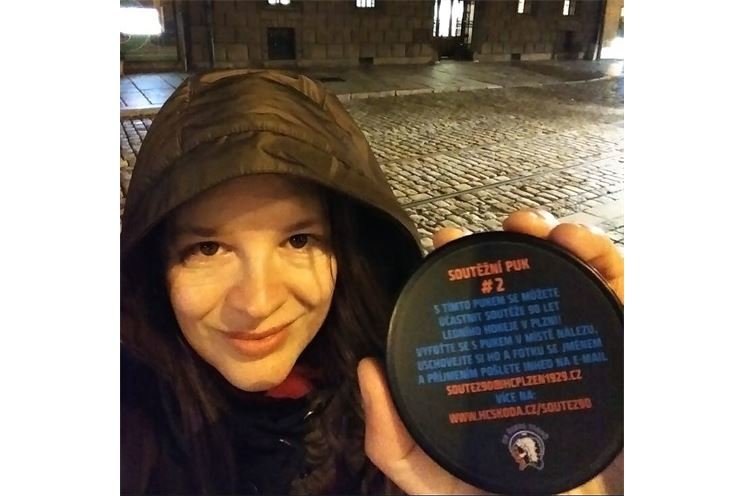 SOUTĚŽNÍ PUK
#2
S TÍMTO PUKEM SE MŮŽETE
ÚČASTNIT SOUTĚŽE 90 LET
LEDNÍHO HOKEJE V PLZNI!
VYFOŤTE SE S PUKEM V MÍSTĚ NÁLEZU,
USCHOVEJTE SI HO A FOTKU SE JMÉNEM
A PŘÍJMENÍM POŠLETE IHNED NA E-MAIL
SOUTEZ90@HCPLZEN1929.CZ
VÍCE NA:
WWW.HCSKODA.CZ/SOUTEZ90